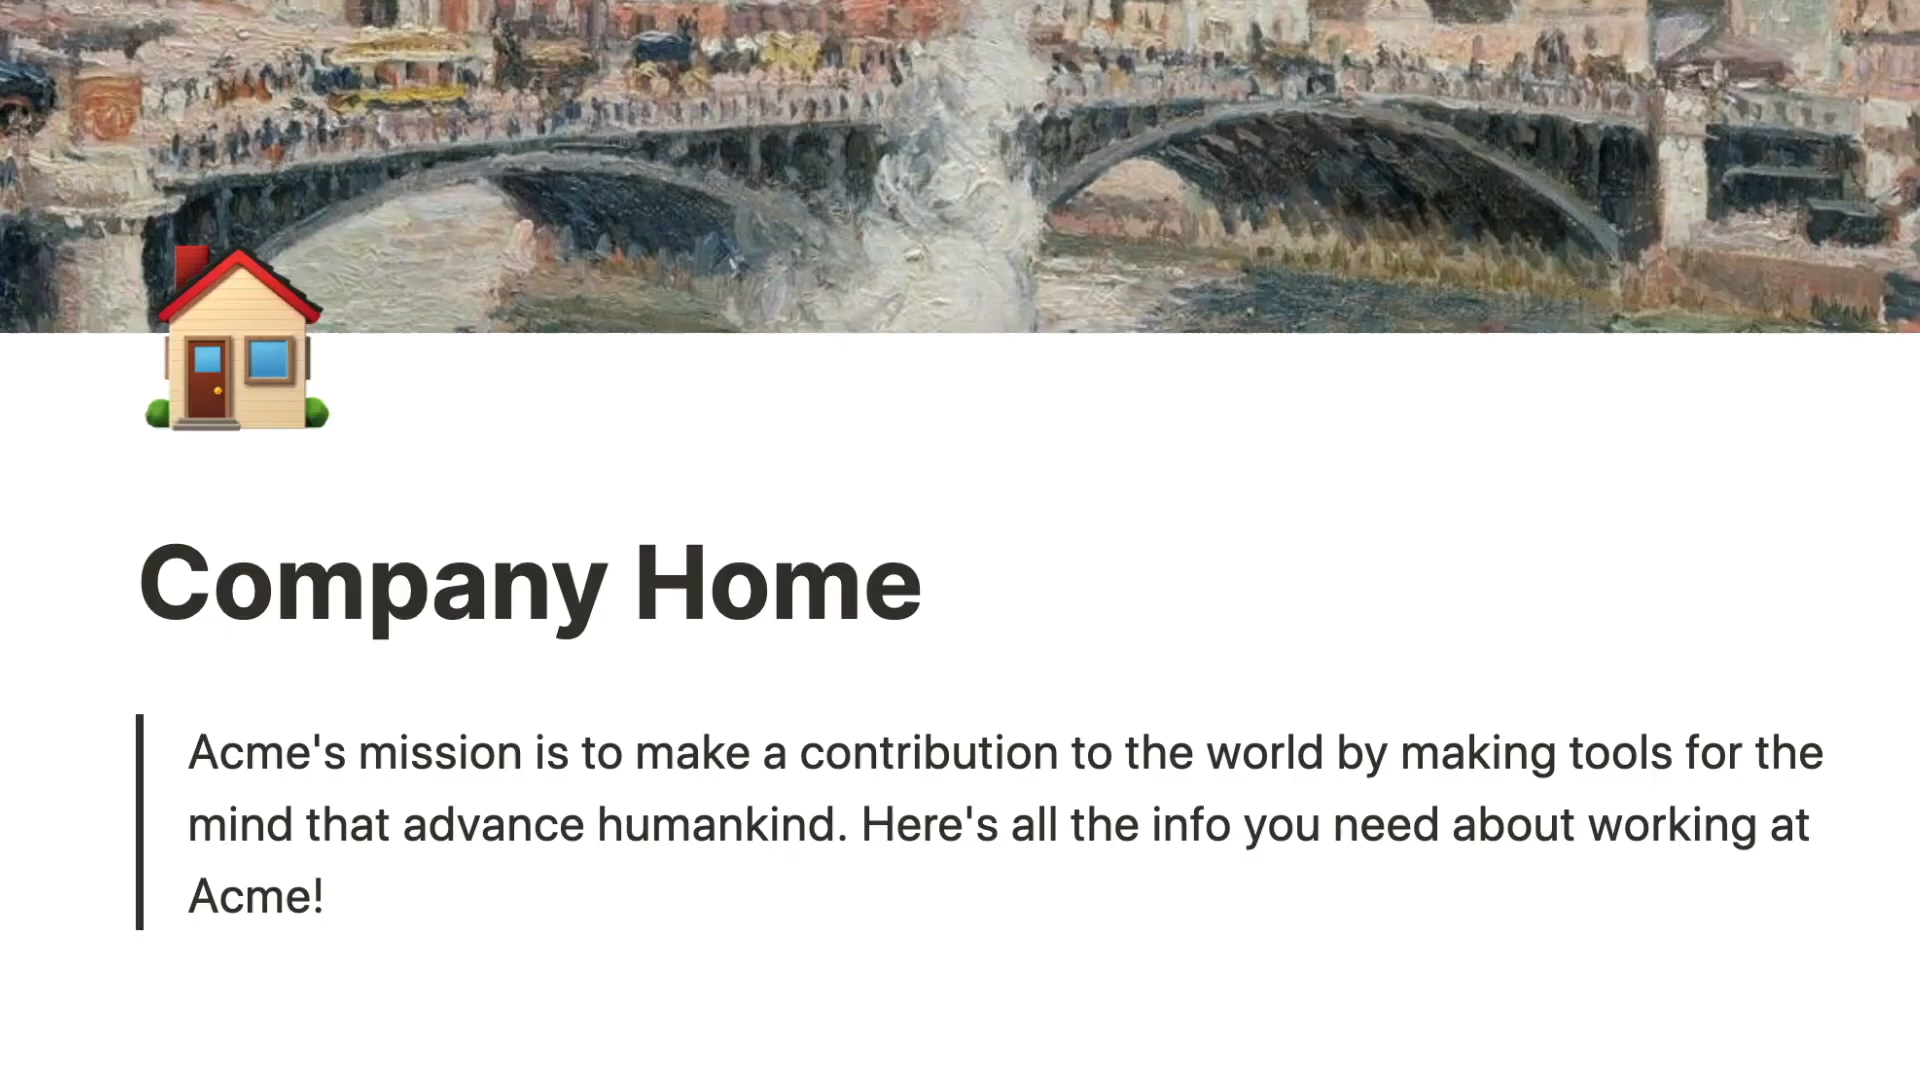 Company Home
Acme's mission is to make a contribution to the world by making tools for the
mind that advance humankind. Here's all the info you need about working at
Acme!